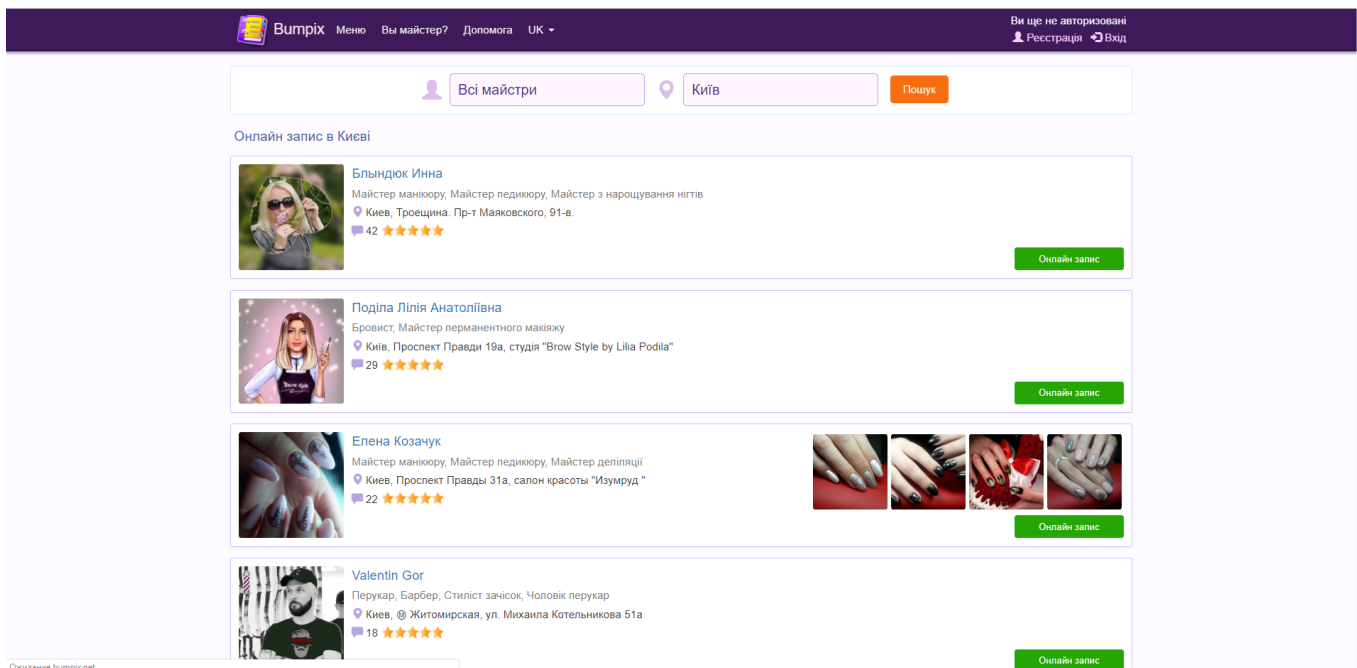 Bumpix Меню Вы майстер? Допомога UK
Ви ще не авторизовані
Реєстрація Вхід
Всі майстри Київ Пошук
Онлайн запис в Києві
Блындюк Инна
Майстер манікюру, Майстер педикюру, Майстер з нарощування нігтів
Киев, Троещина. Пр-т Маяковского, 91-в.
42
Онлайн запис
Поділа Лілія Анатоліївна
Бровист, Майстер перманентного макіяжу
Київ, Проспект Правди 19а, студія "Brow Style by Lilia Podila"
29
Онлайн запис
Елена Козачук
Майстер манікюру, Майстер педикюру, Майстер депіляції
Киев, Проспект Правды 31а, салон красоты "Изумруд "
22
Онлайн запис
Valentin Gor
Перукар, Барбер, Стиліст зачісок, Чоловік перукар
Киев, Ⓜ Житомирская, ул. Михаила Котельникова 51а
18
Онлайн запис
Ожидание bumpix.net